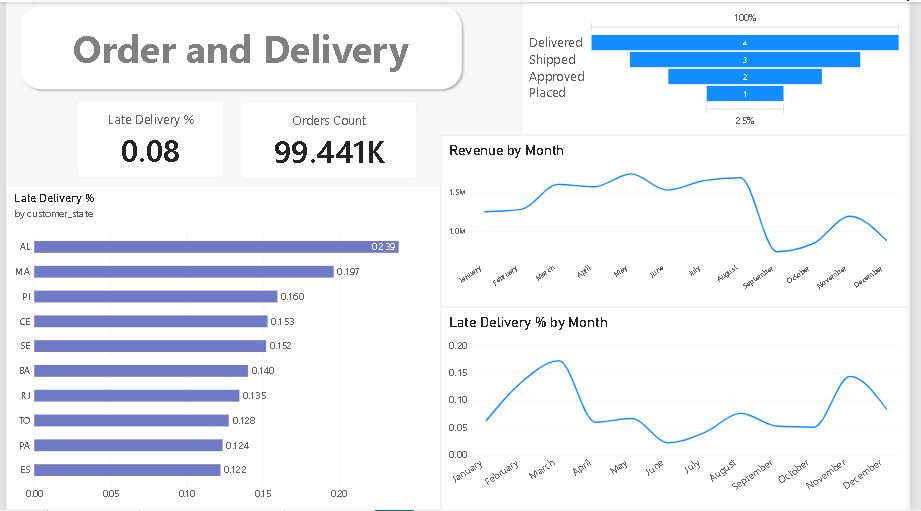 Order and Delivery
Late Delivery %
0.08
Orders Count
99.441K
100%
Delivered 4
Shipped 3
Approved 2
Placed 1
25%
Late Delivery %
by customer_state
AL 0.239
MA 0.197
PI 0.160
CE 0.153
SE 0.152
BA 0.140
RJ 0.135
TO 0.128
PA 0.124
ES 0.122
0.00 0.05 0.10 0.15 0.20
Revenue by Month
1.5M
1.0M
January February March April May June July August September October November December
Late Delivery % by Month
0.20
0.15
0.10
0.05
0.00
January February March April May June July August September October November December